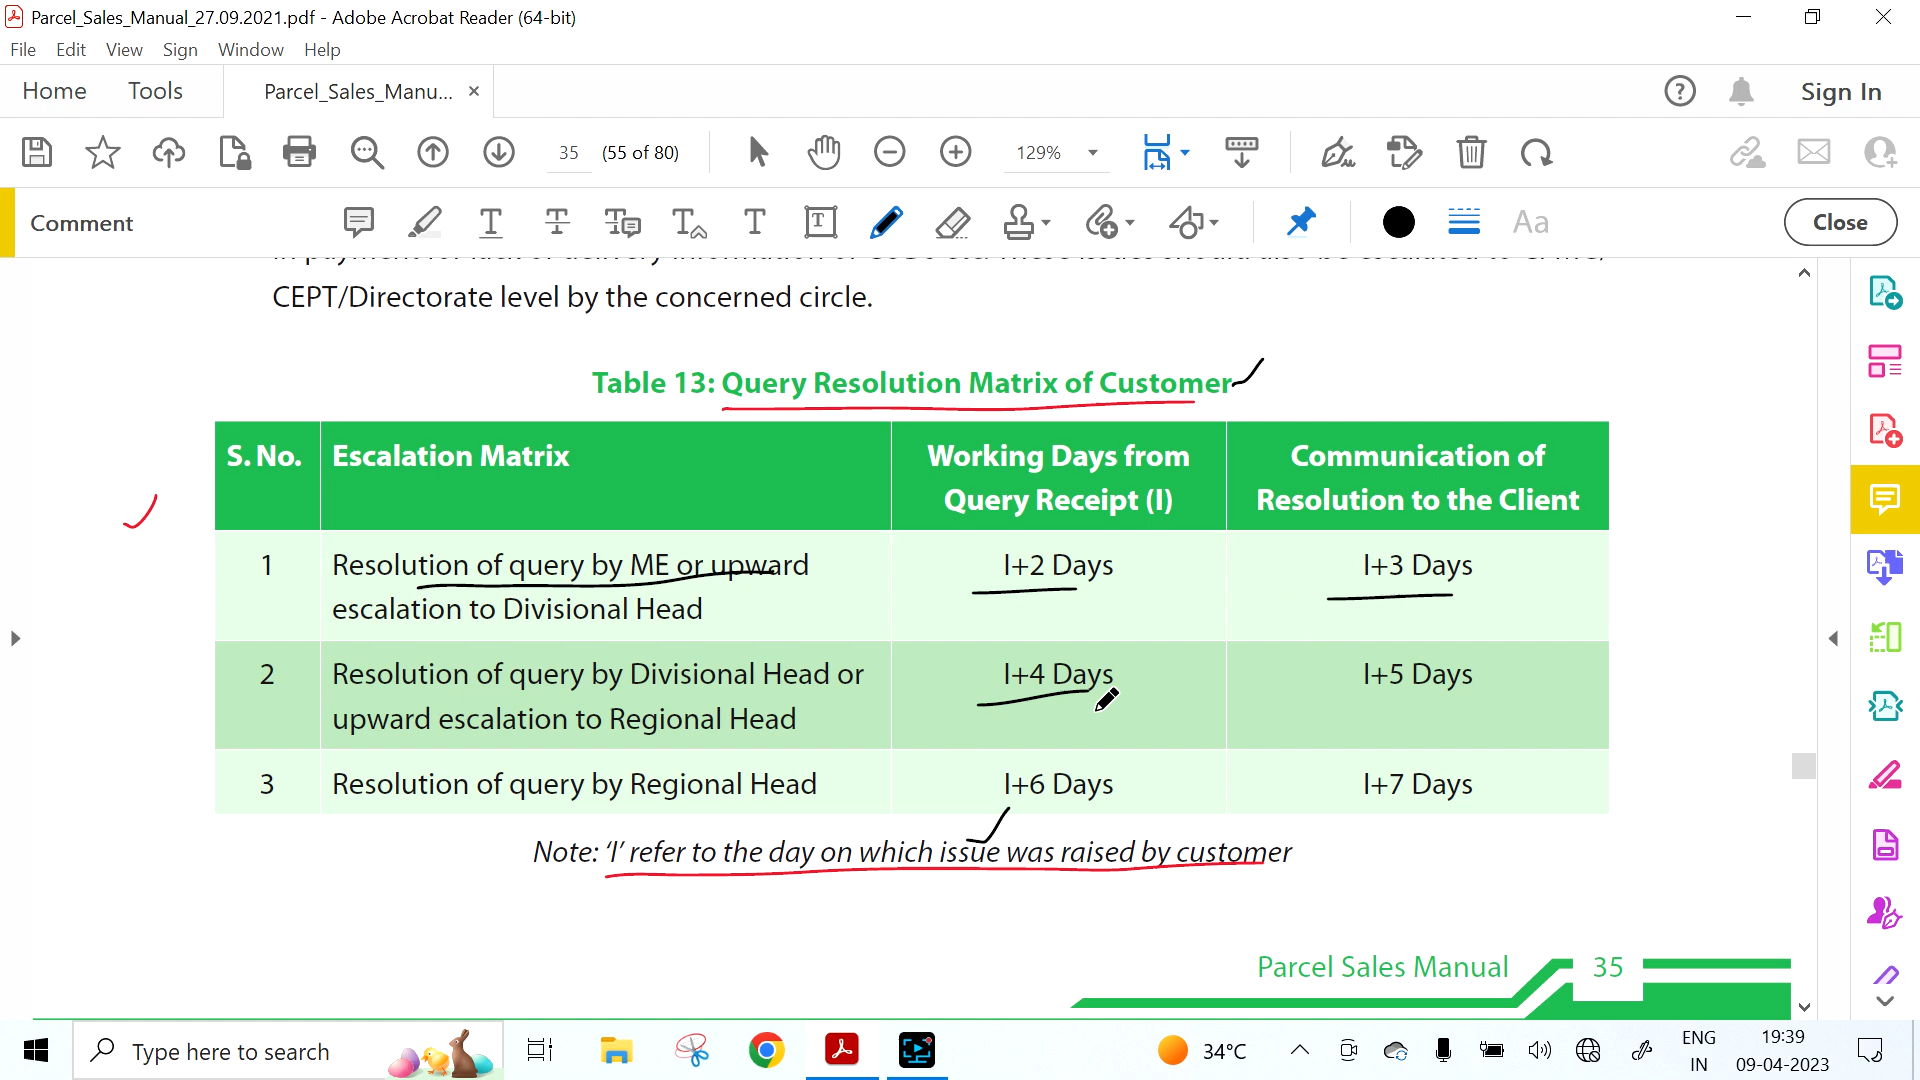 Parcel_Sales_Manual_27.09.2021.pdf - Adobe Acrobat Reader (64-bit)
File Edit View Sign Window Help
Home Tools Parcel_Sales_Manu... × Sign In
35 (55 of 80) 129%
Comment Aa Close
CEPT/Directorate level by the concerned circle.
Table 13: Query Resolution Matrix of Customer
S. No. Escalation Matrix Working Days from Query Receipt (I) Communication of Resolution to the Client
1 Resolution of query by ME or upward escalation to Divisional Head I+2 Days I+3 Days
2 Resolution of query by Divisional Head or upward escalation to Regional Head I+4 Days I+5 Days
3 Resolution of query by Regional Head I+6 Days I+7 Days
Note: 'I' refer to the day on which issue was raised by customer
Parcel Sales Manual 35
Type here to search 34°C ENG IN 19:39 09-04-2023